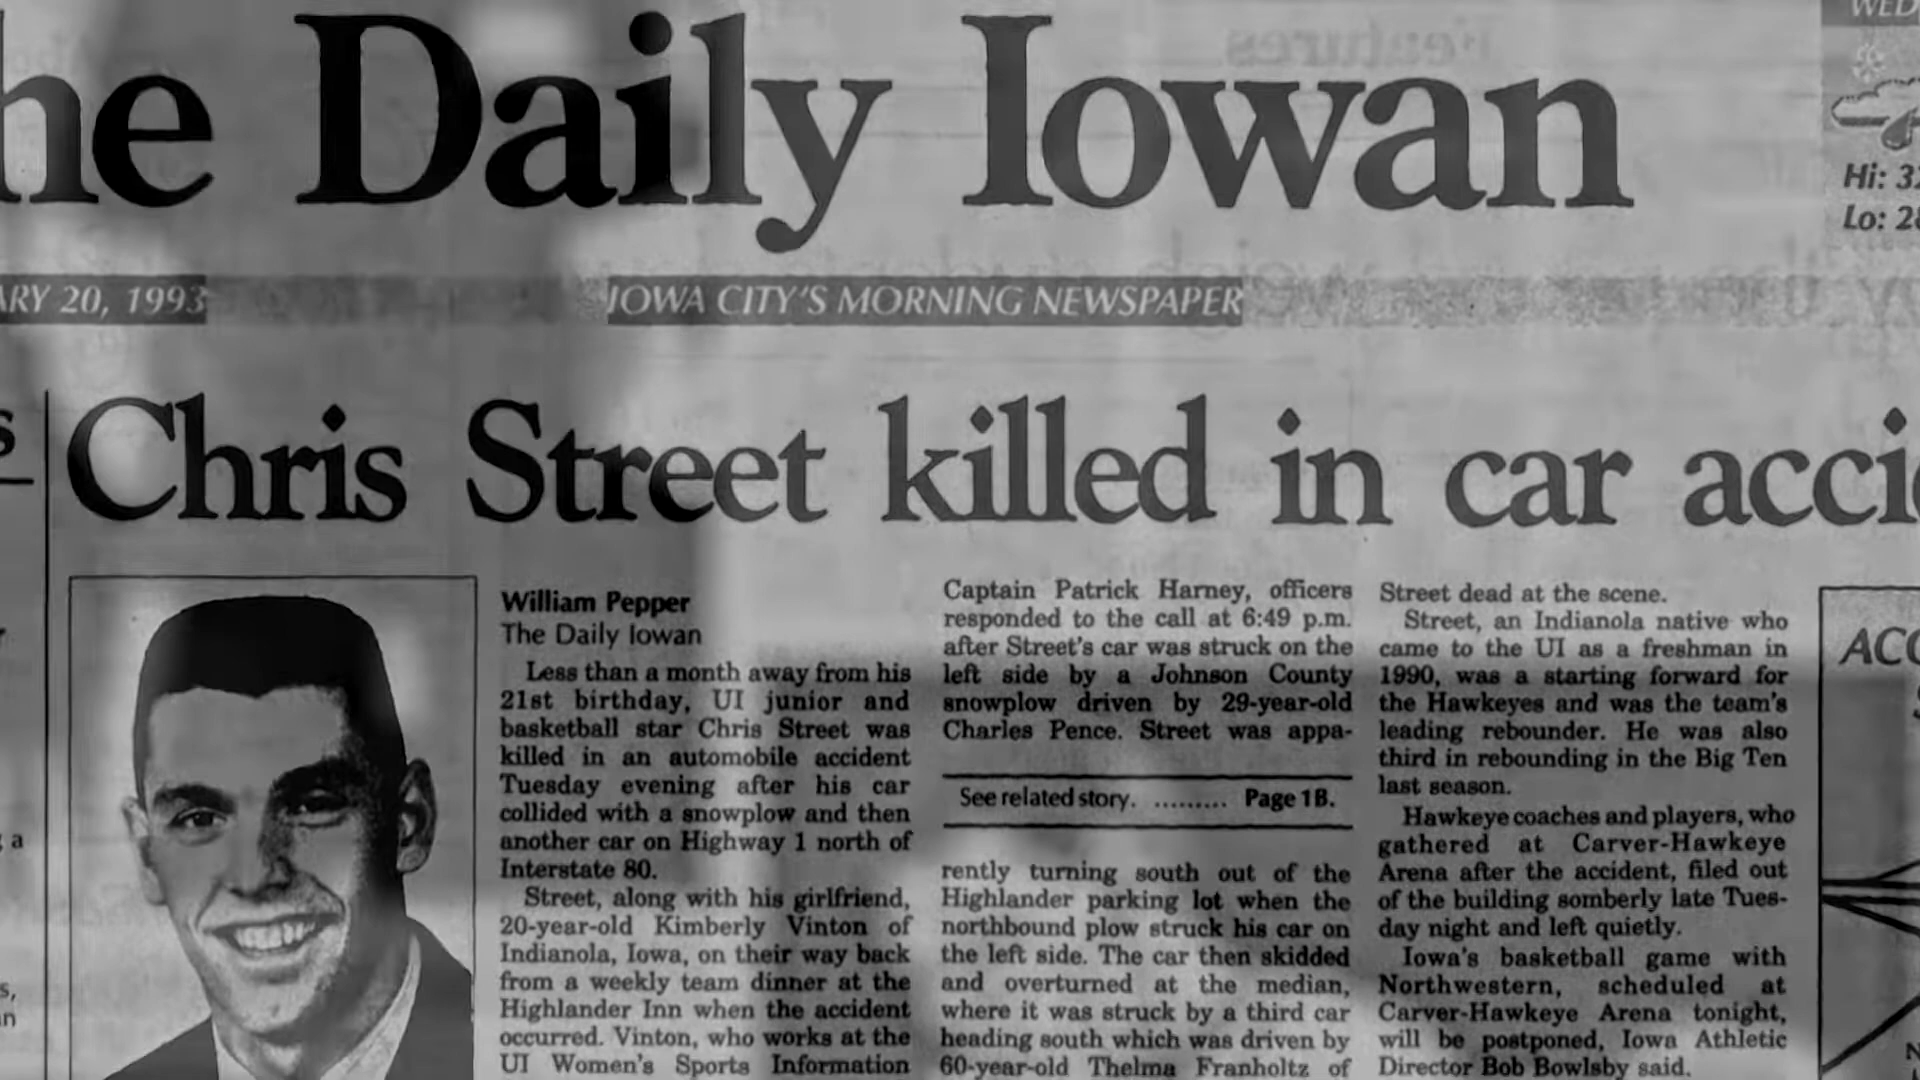 he Daily Iowan
WED
Hi: 32
Lo: 28
ARY 20, 1993
IOWA CITY'S MORNING NEWSPAPER
Chris Street killed in car acci
William Pepper
The Daily Iowan
Less than a month away from his
21st birthday, UI junior and
basketball star Chris Street was
killed in an automobile accident
Tuesday evening after his car
collided with a snowplow and then
another car on Highway 1 north of
Interstate 80.
Street, along with his girlfriend,
20-year-old Kimberly Vinton of
Indianola, Iowa, on their way back
from a weekly team dinner at the
Highlander Inn when the accident
occurred. Vinton, who works at the
UI Women's Sports Information
Captain Patrick Harney, officers
responded to the call at 6:49 p.m.
after Street's car was struck on the
left side by a Johnson County
snowplow driven by 29-year-old
Charles Pence. Street was appa-
See related story. ......... Page 1B.
rently turning south out of the
Highlander parking lot when the
northbound plow struck his car on
the left side. The car then skidded
and overturned at the median,
where it was struck by a third car
heading south which was driven by
60-year-old Thelma Franholtz of
Street dead at the scene.
Street, an Indianola native who
came to the UI as a freshman in
1990, was a starting forward for
the Hawkeyes and was the team's
leading rebounder. He was also
third in rebounding in the Big Ten
last season.
Hawkeye coaches and players, who
gathered at Carver-Hawkeye
Arena after the accident, filed out
of the building somberly late Tues-
day night and left quietly.
Iowa's basketball game with
Northwestern, scheduled at
Carver-Hawkeye Arena tonight,
will be postponed, Iowa Athletic
Director Bob Bowlsby said.
ACC